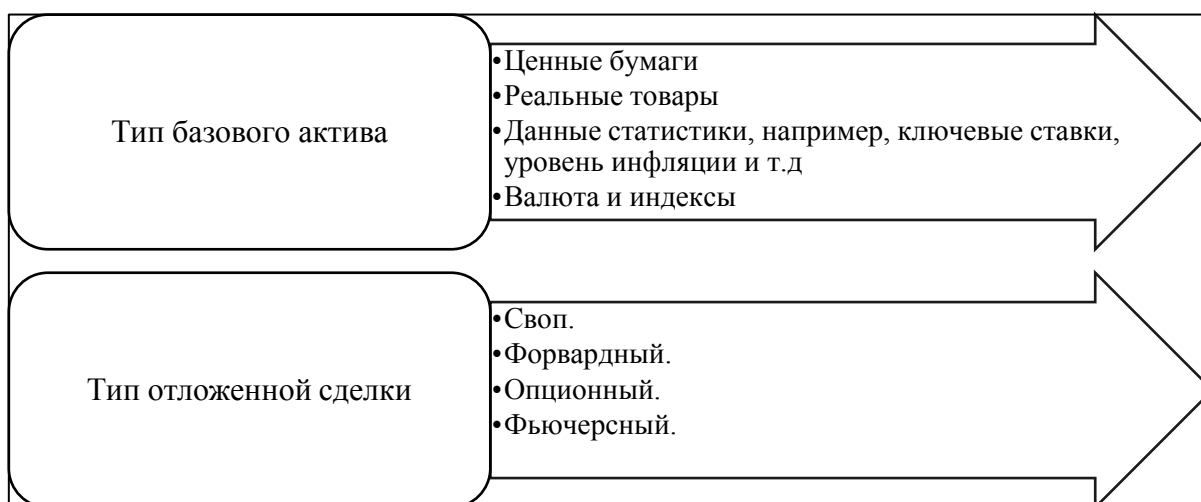 Тип базового актива
•Ценные бумаги
•Реальные товары
•Данные статистики, например, ключевые ставки,
уровень инфляции и т.д
•Валюта и индексы
Тип отложенной сделки
•Своп.
•Форвардный.
•Опционный.
•Фьючерсный.